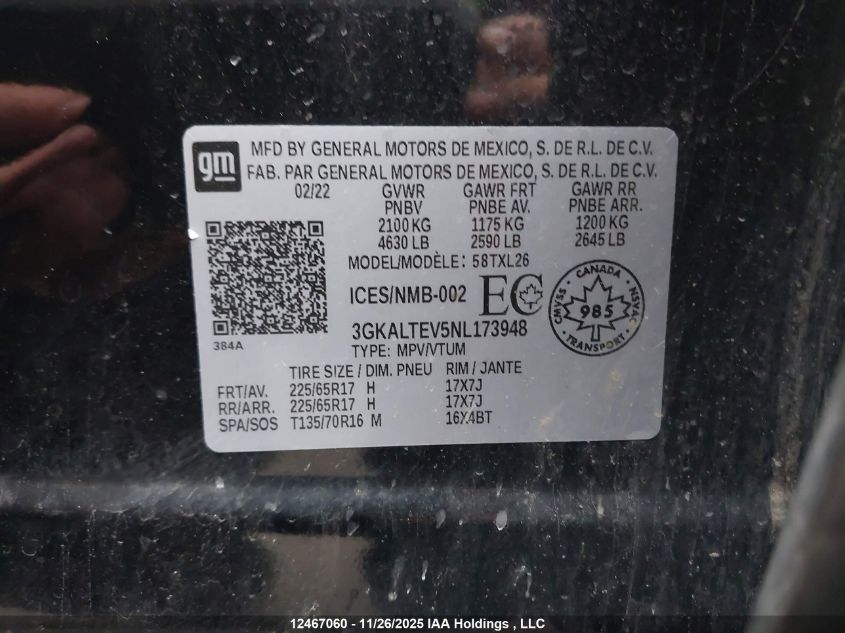 gm
MFD BY GENERAL MOTORS DE MEXICO, S. DE R.L. DE C.V.
FAB. PAR GENERAL MOTORS DE MEXICO, S. DE R.L. DE C.V.
02/22 GVWR GAWR FRT GAWR RR
PNBV PNBE AV. PNBE ARR.
2100 KG 1175 KG 1200 KG
4630 LB 2590 LB 2645 LB
MODEL/MODÈLE: 58TXL26
ICES/NMB-002 EC
CANADA
CMVSS 985 NSVAC
TRANSPORT
3GKALTEV5NL173948
384A TYPE: MPV/VTUM
TIRE SIZE / DIM. PNEU RIM / JANTE
FRT/AV. 225/65R17 H 17X7J
RR/ARR. 225/65R17 H 17X7J
SPA/SOS T135/70R16 M 16X4BT
12467060 - 11/26/2025 IAA Holdings , LLC